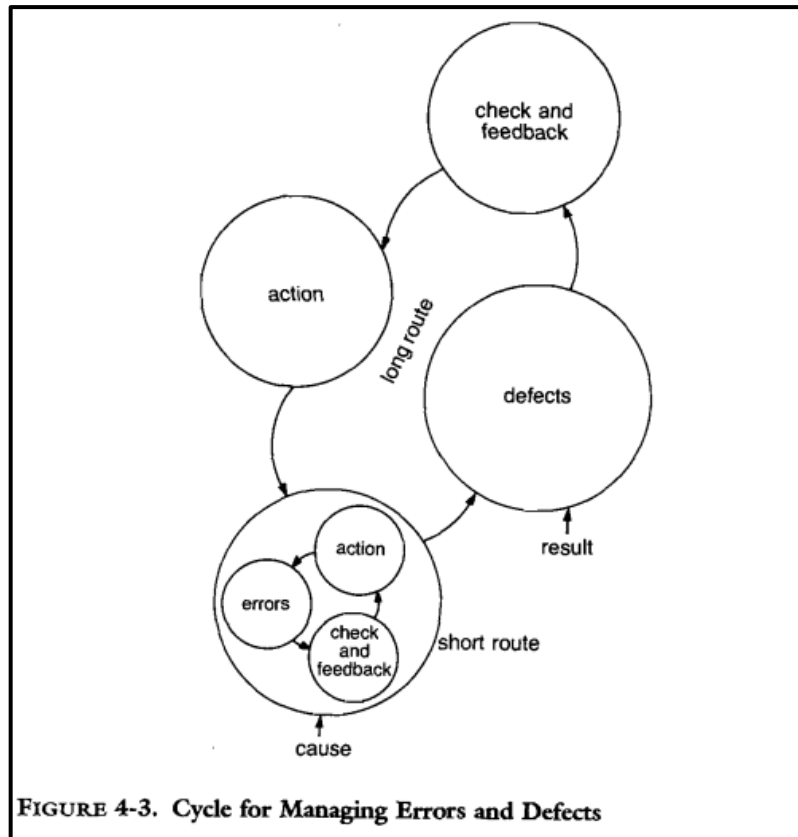 check and
feedback
action
long route
defects
result
action
errors
check
and
feedback
short route
cause
FIGURE 4-3. Cycle for Managing Errors and Defects